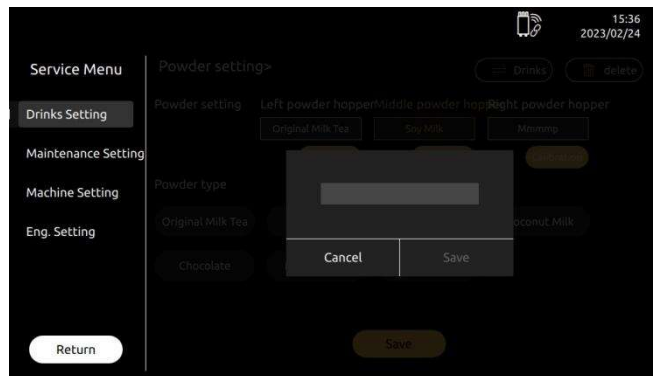 15:36
2023/02/24
Service Menu
Powder setting>
Drinks
delete
Drinks Setting
Powder setting
Left powder hopper
Middle powder hopper
Right powder hopper
Original Milk Tea
Soy Milk
Maintenance Setting
Machine Setting
Powder type
Original Milk Tea
oconut Milk
Eng. Setting
Cancel
Save
Chocolate
Return
Save